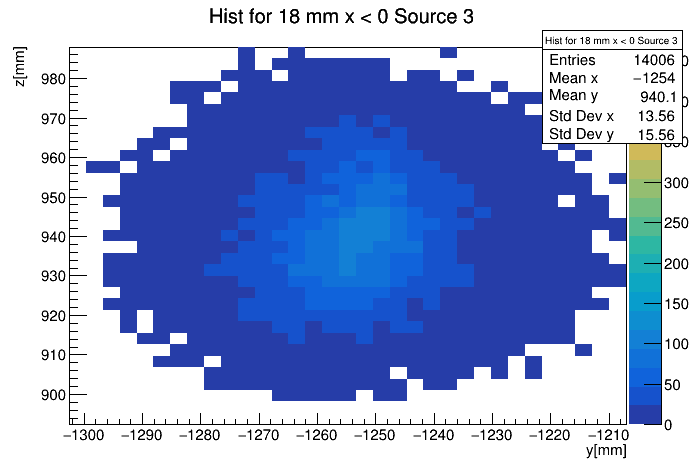 Hist for 18 mm x < 0 Source 3
z[mm]
Hist for 18 mm x < 0 Source 3
Entries 14006
Mean x −1254
Mean y 940.1
Std Dev x 13.56
Std Dev y 15.56
980
970
960
950
940
930
920
910
900
350
300
250
200
150
100
50
0
−1300 −1290 −1280 −1270 −1260 −1250 −1240 −1230 −1220 −1210
y[mm]